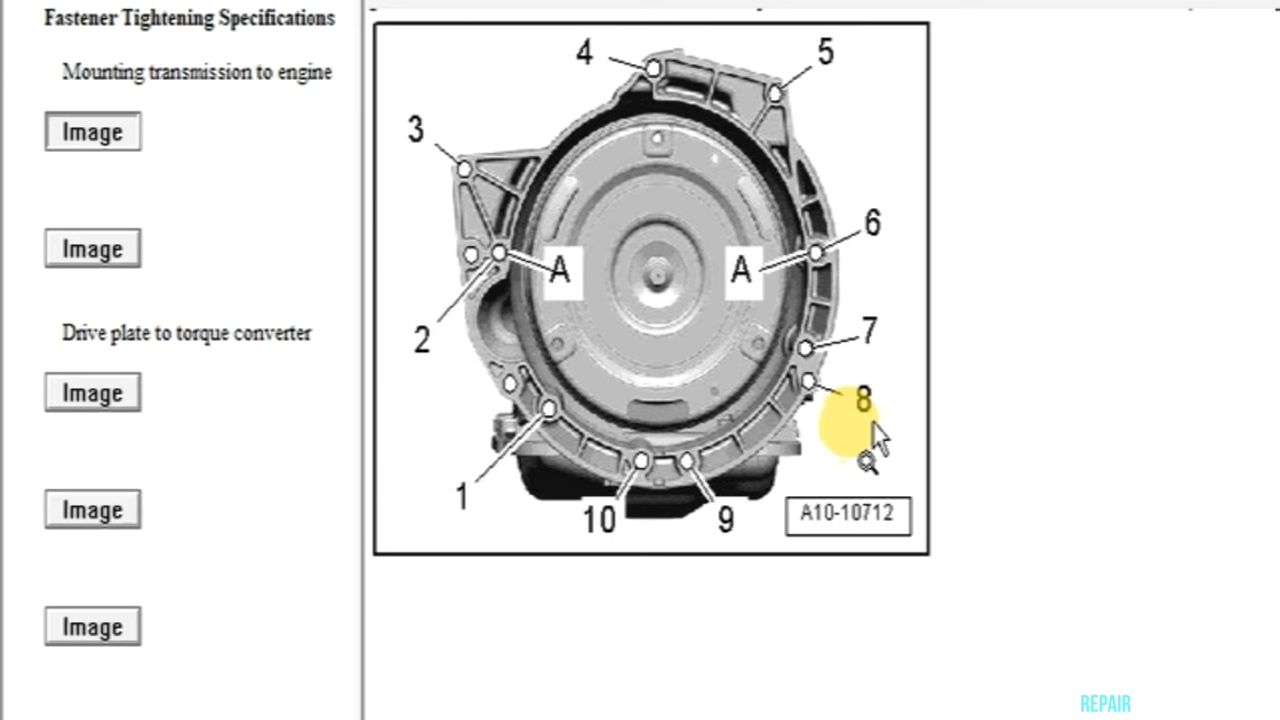 Fastener Tightening Specifications
Mounting transmission to engine
Image
Image
Drive plate to torque converter
Image
Image
Image
4
5
3
6
A
A
2
7
8
1
10
9
A10-10712
REPAIR